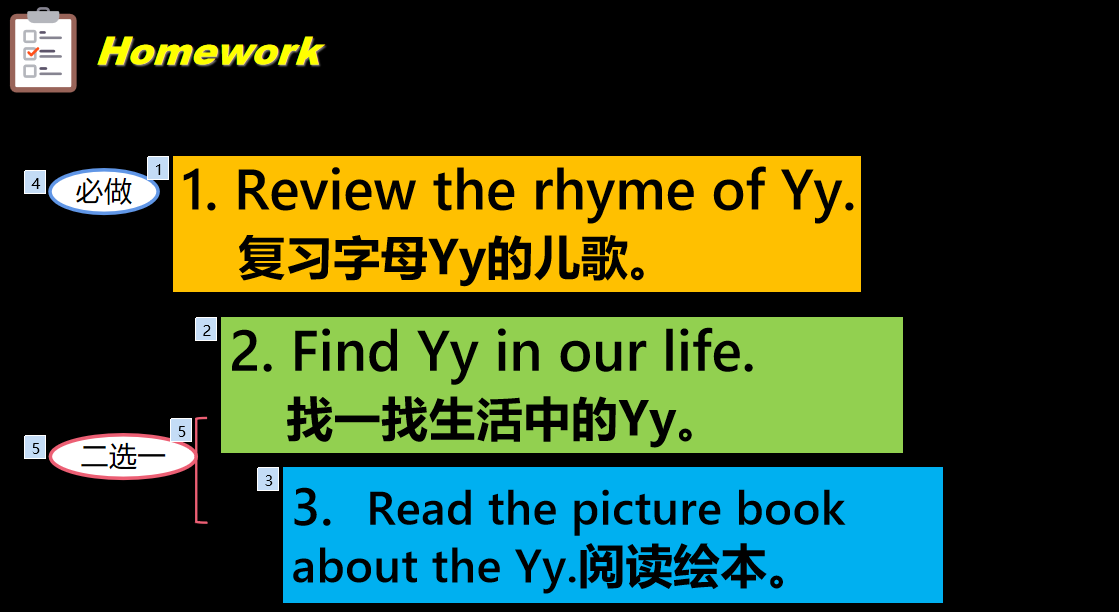 Homework
4
必做
1
1. Review the rhyme of Yy.
复习字母Yy的儿歌。
2
2. Find Yy in our life.
找一找生活中的Yy。
5
二选一
5
3
3. Read the picture book
about the Yy.阅读绘本。